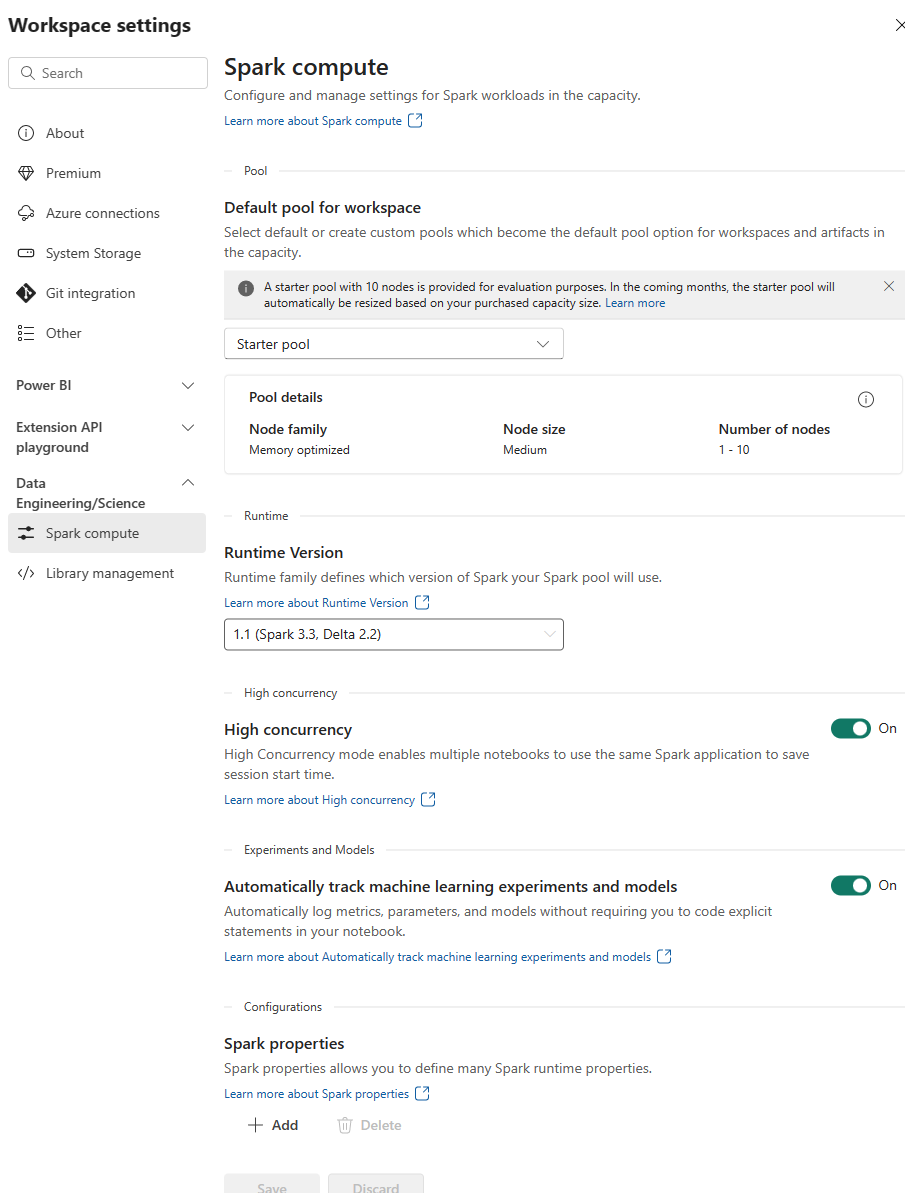 Workspace settings
Search
About
Premium
Azure connections
System Storage
Git integration
Other
Power BI
Extension API
playground
Data
Engineering/Science
Spark compute
Library management
Spark compute
Configure and manage settings for Spark workloads in the capacity.
Learn more about Spark compute
Pool
Default pool for workspace
Select default or create custom pools which become the default pool option for workspaces and artifacts in
the capacity.
A starter pool with 10 nodes is provided for evaluation purposes. In the coming months, the starter pool will
automatically be resized based on your purchased capacity size. Learn more
Starter pool
Pool details
Node family
Memory optimized
Node size
Medium
Number of nodes
1 - 10
Runtime
Runtime Version
Runtime family defines which version of Spark your Spark pool will use.
Learn more about Runtime Version
1.1 (Spark 3.3, Delta 2.2)
High concurrency
High concurrency
On
High Concurrency mode enables multiple notebooks to use the same Spark application to save
session start time.
Learn more about High concurrency
Experiments and Models
Automatically track machine learning experiments and models
On
Automatically log metrics, parameters, and models without requiring you to code explicit
statements in your notebook.
Learn more about Automatically track machine learning experiments and models
Configurations
Spark properties
Spark properties allows you to define many Spark runtime properties.
Learn more about Spark properties
Add
Delete
Save
Discard